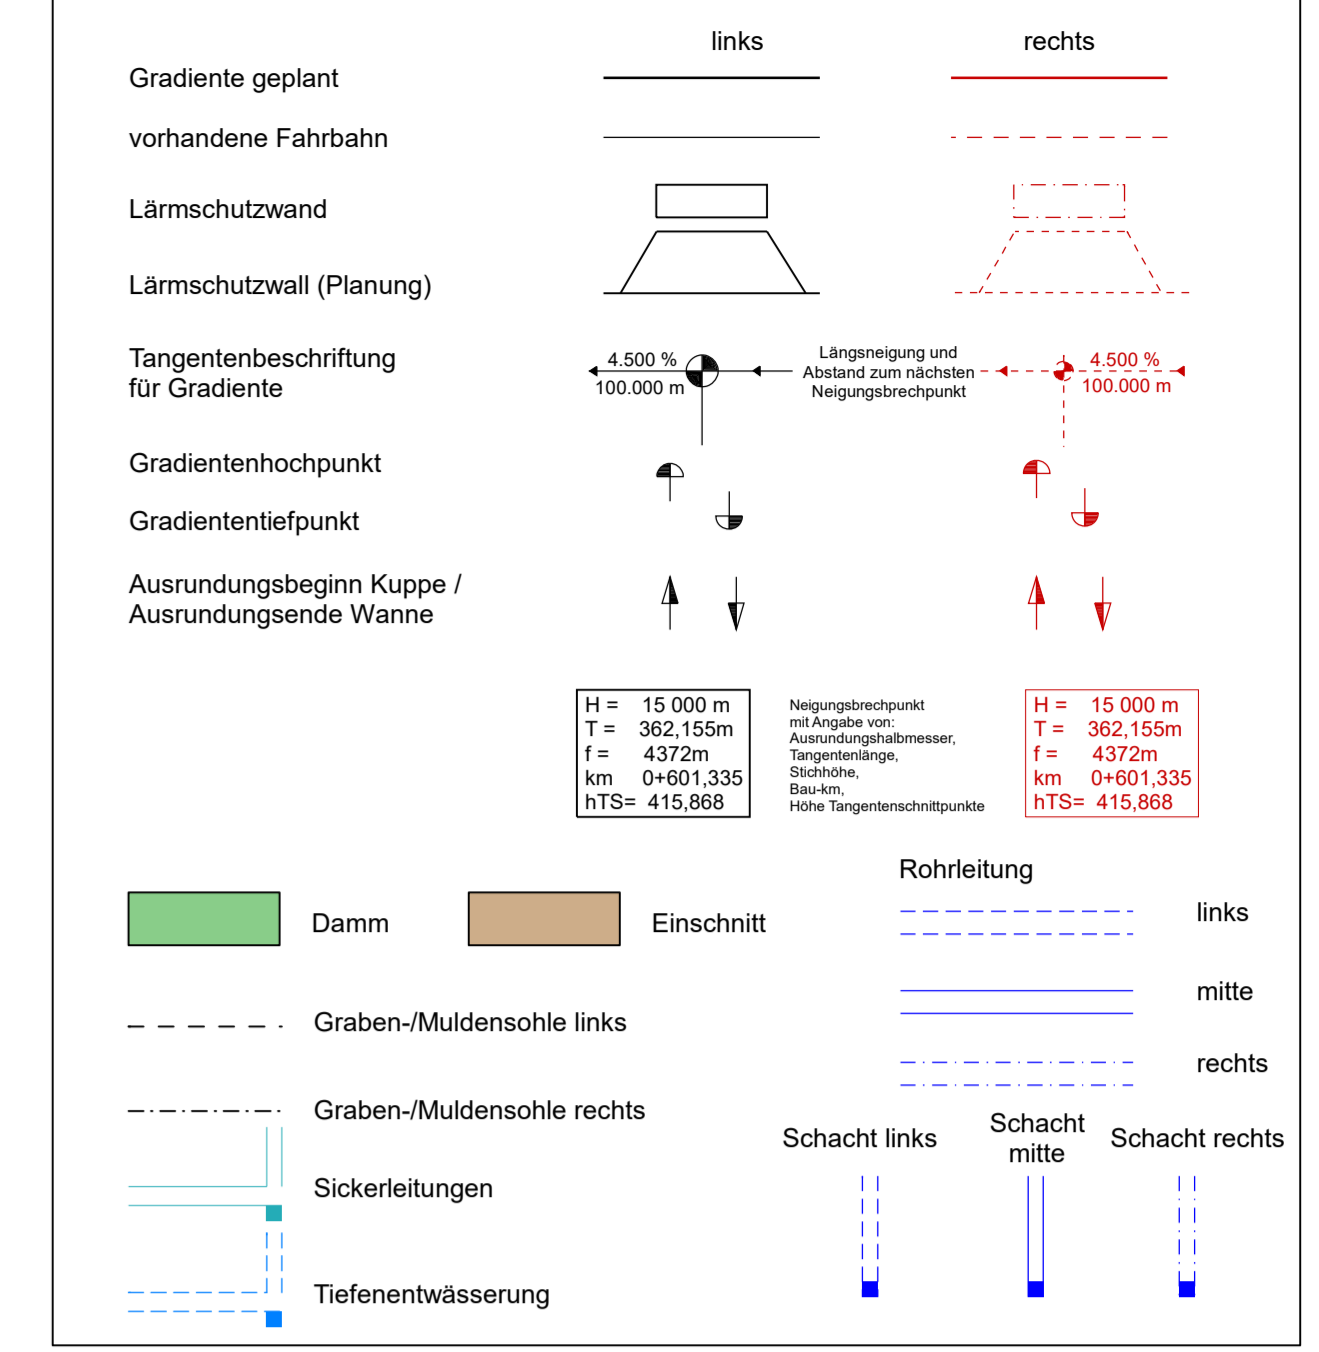 links
rechts
Gradiente geplant
vorhandene Fahrbahn
Lärmschutzwand
Lärmschutzwall (Planung)
Tangentenbeschriftung
für Gradiente
4.500 %
100.000 m
Längsneigung und
Abstand zum nächsten
Neigungsbrechpunkt
4.500 %
100.000 m
Gradientenhochpunkt
Gradiententiefpunkt
Ausrundungsbeginn Kuppe /
Ausrundungsende Wanne
H = 15 000 m
T = 362,155m
f = 4372m
km 0+601,335
hTS= 415,868
Neigungsbrechpunkt
mit Angabe von:
Ausrundungshalbmesser,
Tangentenlänge,
Stichhöhe,
Bau-km,
Höhe Tangentenschnittpunkte
H = 15 000 m
T = 362,155m
f = 4372m
km 0+601,335
hTS= 415,868
Damm
Einschnitt
Rohrleitung
links
mitte
rechts
Graben-/Muldensohle links
Graben-/Muldensohle rechts
Sickerleitungen
Tiefenentwässerung
Schacht links
Schacht
mitte
Schacht rechts